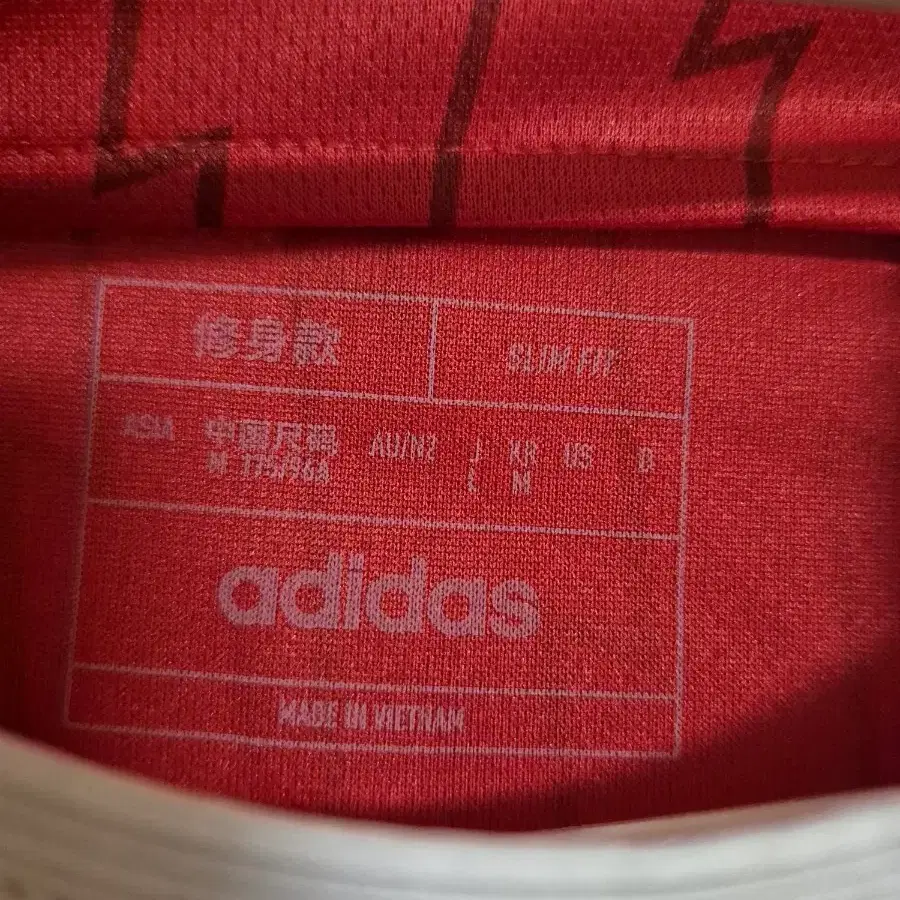 修身款 SLIM FIT
ASIA 中国尺码 AU/NZ J KR US D
M 175/96A L M
adidas
MADE IN VIETNAM